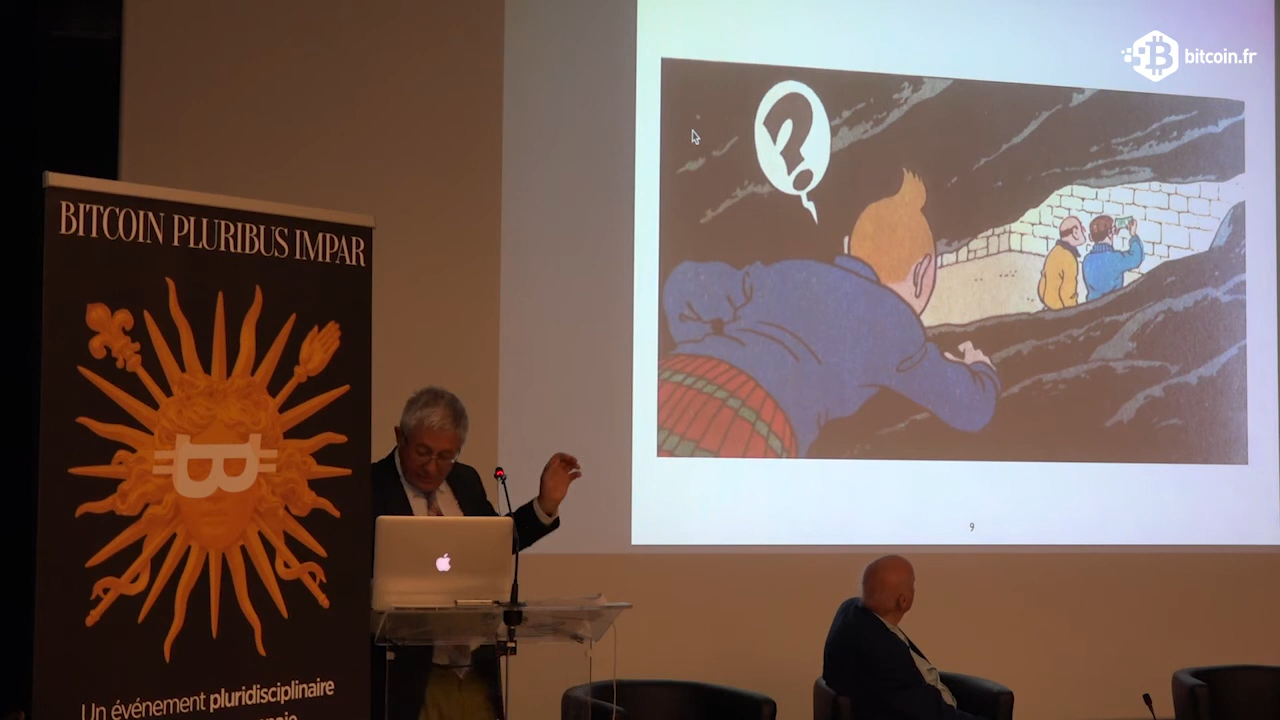 bitcoin.fr
BITCOIN PLURIBUS IMPAR
?
B
Un événement pluridisciplinaire
9